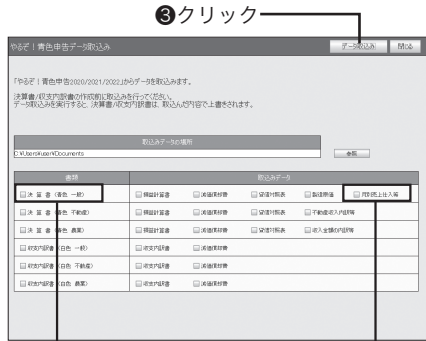 ❸クリック
やるぞ！青色申告データ取込み
データ取込み 閉じる
「やるぞ！青色申告2020/2021/2022」からデータを取込みます。
決算書/収支内訳書の作成前に取込みを行ってください。
データ取込みを実行すると、決算書/収支内訳書は、取込んだ内容で上書きされます。
取込みデータの場所
D:¥Users¥user¥Documents 参照
書類 取込みデータ
決 算 書 (青色 一般) 損益計算書 減価償却費 貸借対照表 製造原価 月別売上仕入等
決 算 書 (青色 不動産) 損益計算書 減価償却費 貸借対照表 不動産収入内訳等
決 算 書 (青色 農業) 損益計算書 減価償却費 貸借対照表 収入金額の内訳等
収支内訳書 (白色 一般) 収支内訳書 減価償却費
収支内訳書 (白色 不動産) 収支内訳書 減価償却費
収支内訳書 (白色 農業) 収支内訳書 減価償却費